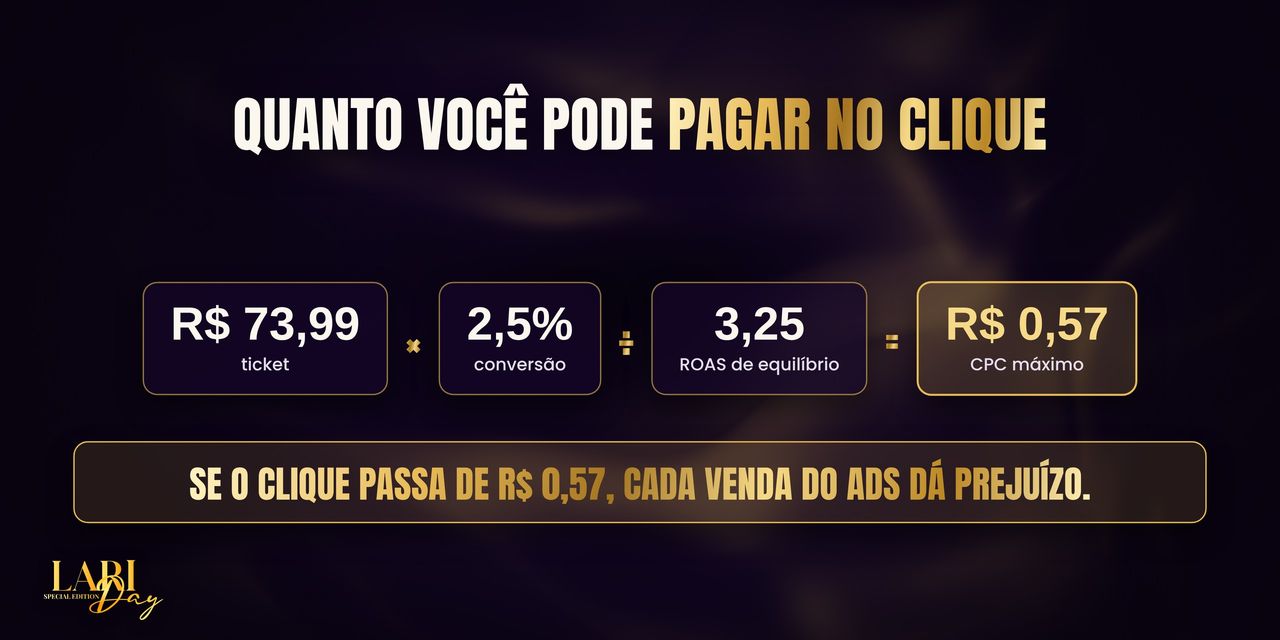 QUANTO VOCÊ PODE PAGAR NO CLIQUE
R$ 73,99 × 2,5% ÷ 3,25 = R$ 0,57
ticket conversão ROAS de equilíbrio CPC máximo
SE O CLIQUE PASSA DE R$ 0,57, CADA VENDA DO ADS DÁ PREJUÍZO.
LARI
SPECIAL EDITION Day